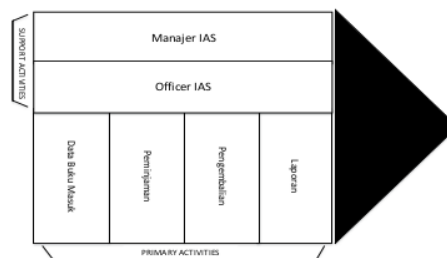 SUPPORT ACTIVITIES
Manajer IAS
Officer IAS
Data Buku Masuk
Peminjaman
Pengembalian
Laporan
PRIMARY ACTIVITIES